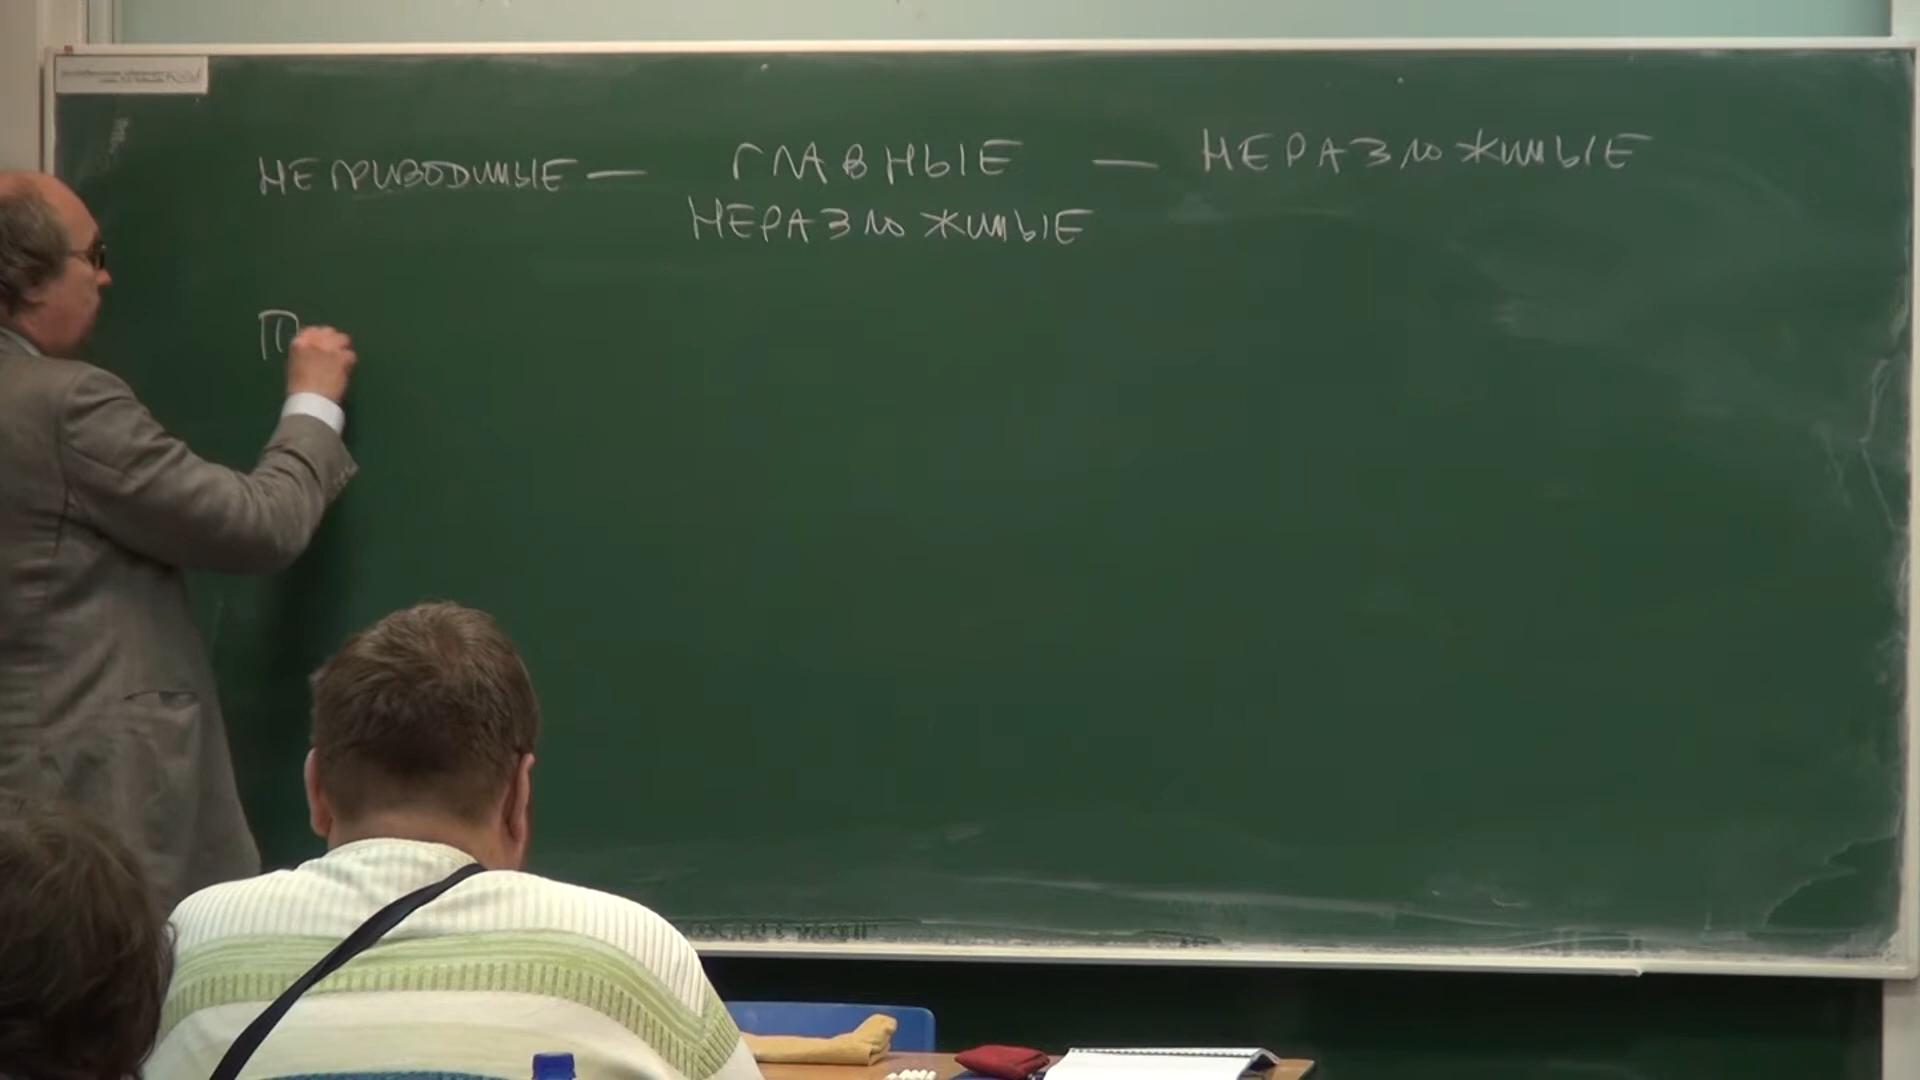 НЕПРИВОДИМЫЕ — ГЛАВНЫЕ — НЕРАЗЛОЖИМЫЕ
НЕРАЗЛОЖИМЫЕ
П